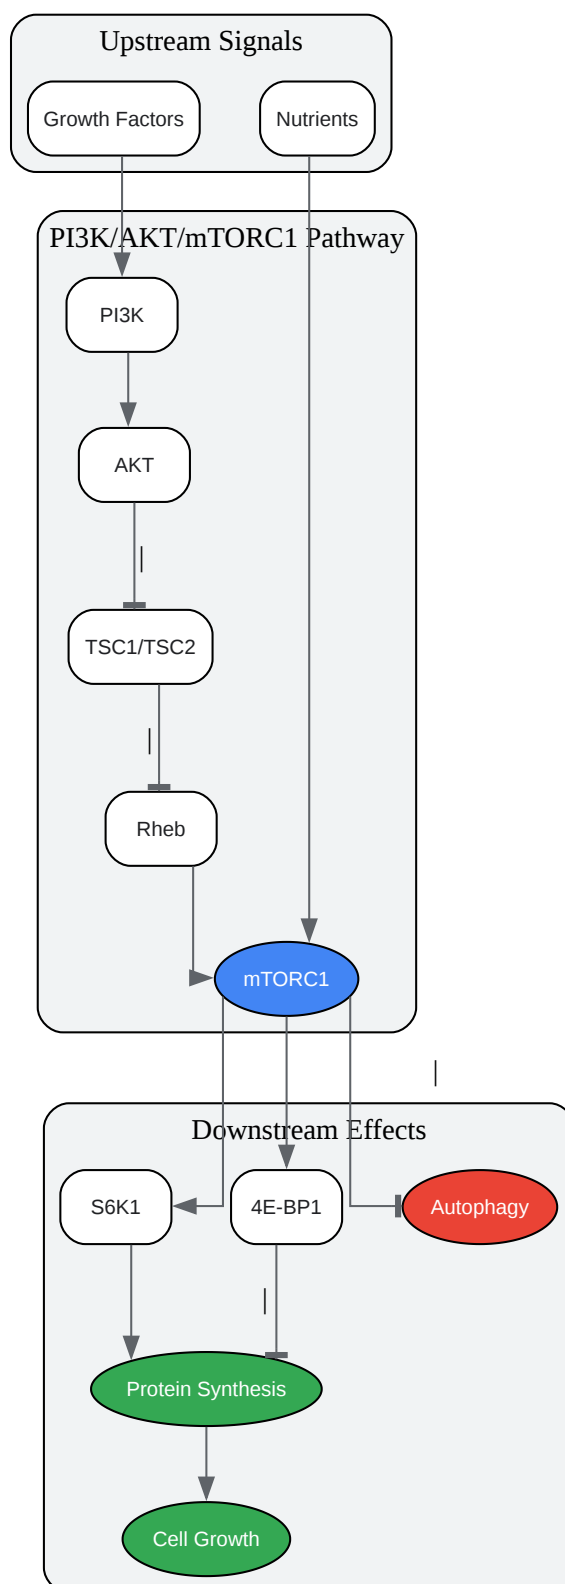 Upstream Signals
Growth Factors
Nutrients
PI3K/AKT/mTORC1 Pathway
PI3K
AKT
|
TSC1/TSC2
|
Rheb
mTORC1
|
Downstream Effects
S6K1
4E-BP1
Autophagy
|
Protein Synthesis
Cell Growth